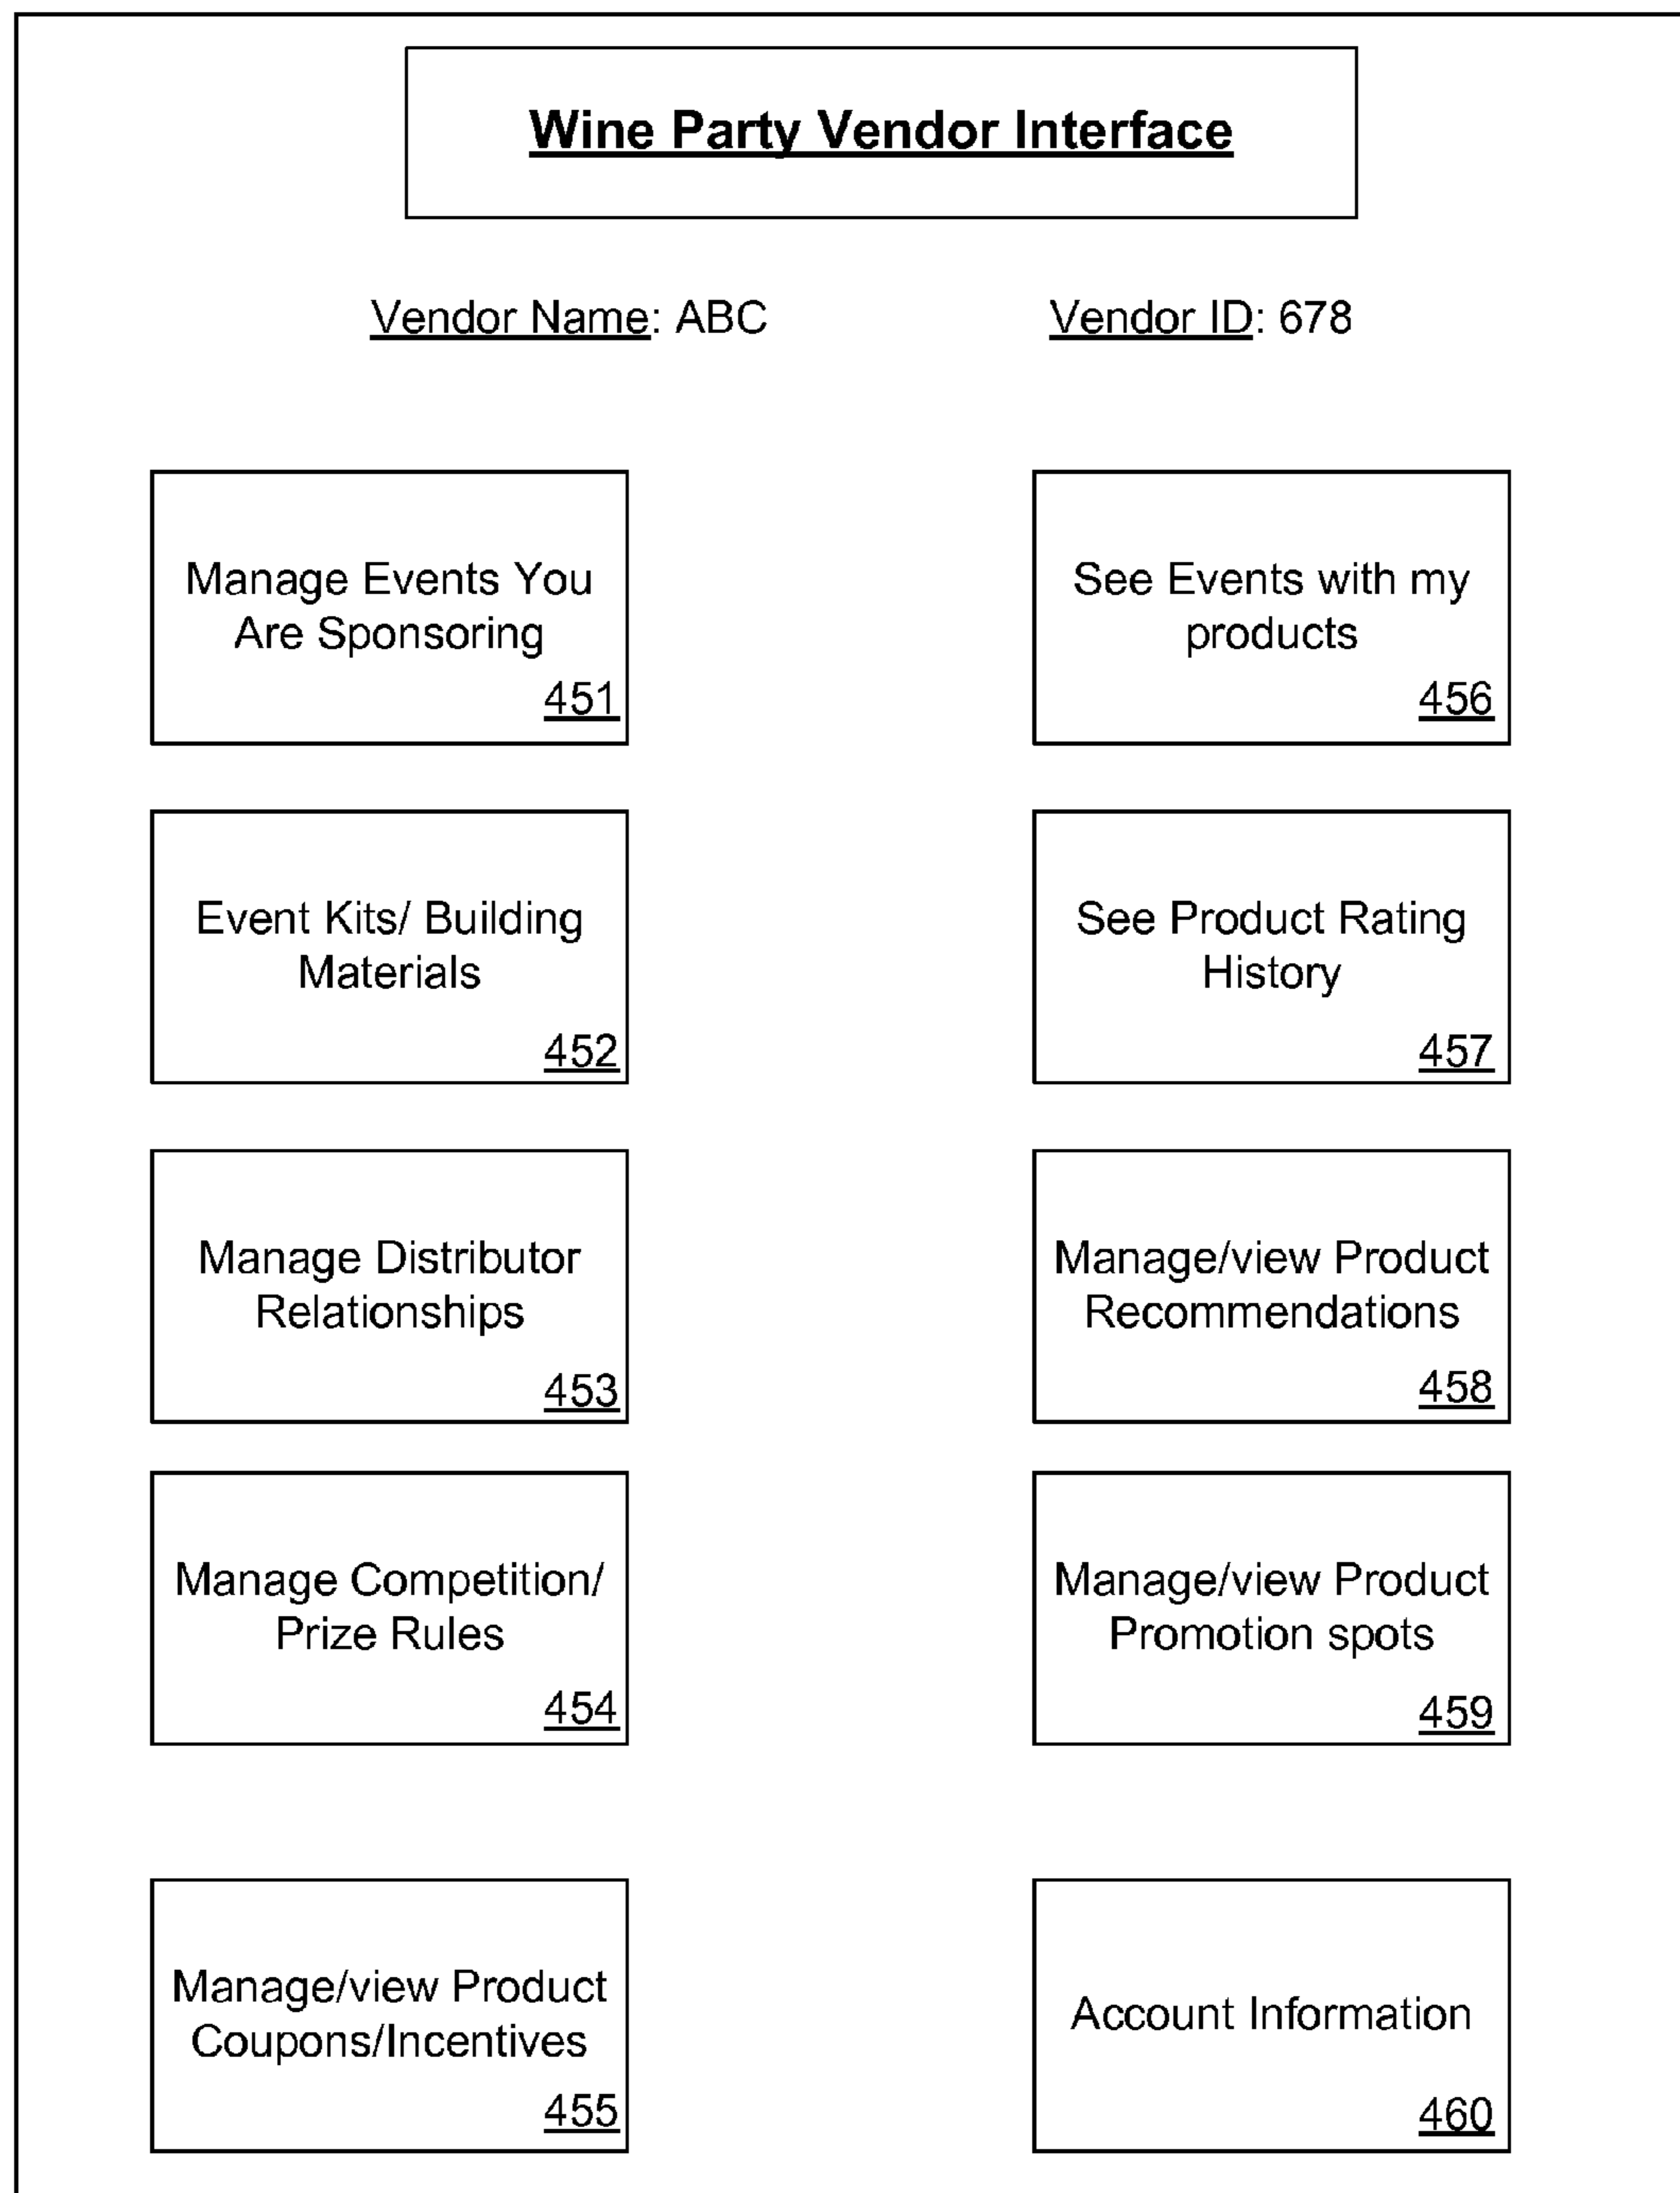 Wine Party Vendor Interface
Vendor Name: ABC
Vendor ID: 678
Manage Events You
Are Sponsoring
451
See Events with my
products
456
Event Kits/ Building
Materials
452
See Product Rating
History
457
Manage Distributor
Relationships
453
Manage/view Product
Recommendations
458
Manage Competition/
Prize Rules
454
Manage/view Product
Promotion spots
459
Manage/view Product
Coupons/Incentives
455
Account Information
460